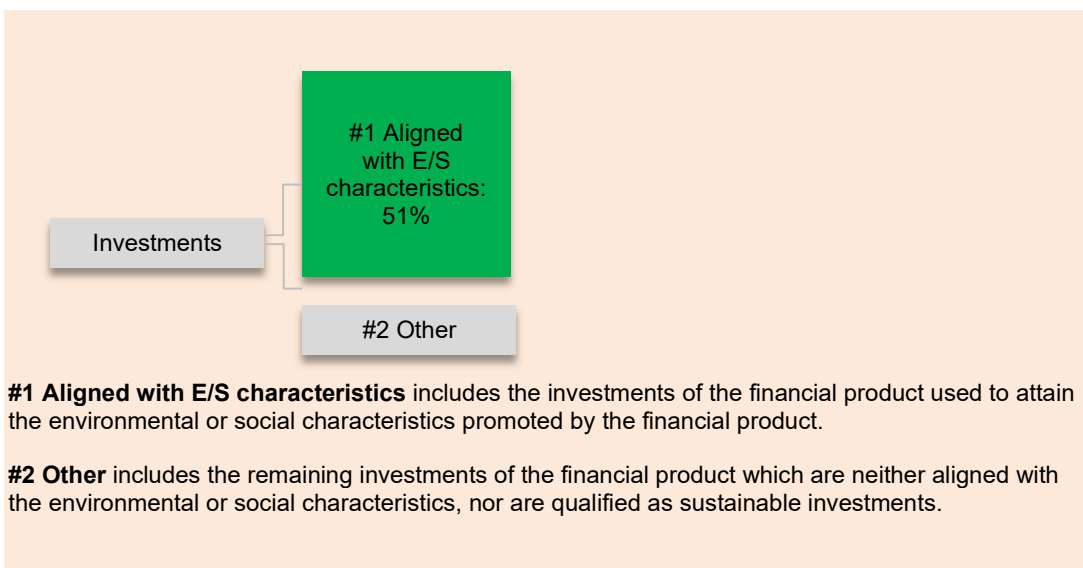 #1 Aligned
with E/S
characteristics:
51%
Investments
#2 Other
#1 Aligned with E/S characteristics includes the investments of the financial product used to attain
the environmental or social characteristics promoted by the financial product.
#2 Other includes the remaining investments of the financial product which are neither aligned with
the environmental or social characteristics, nor are qualified as sustainable investments.